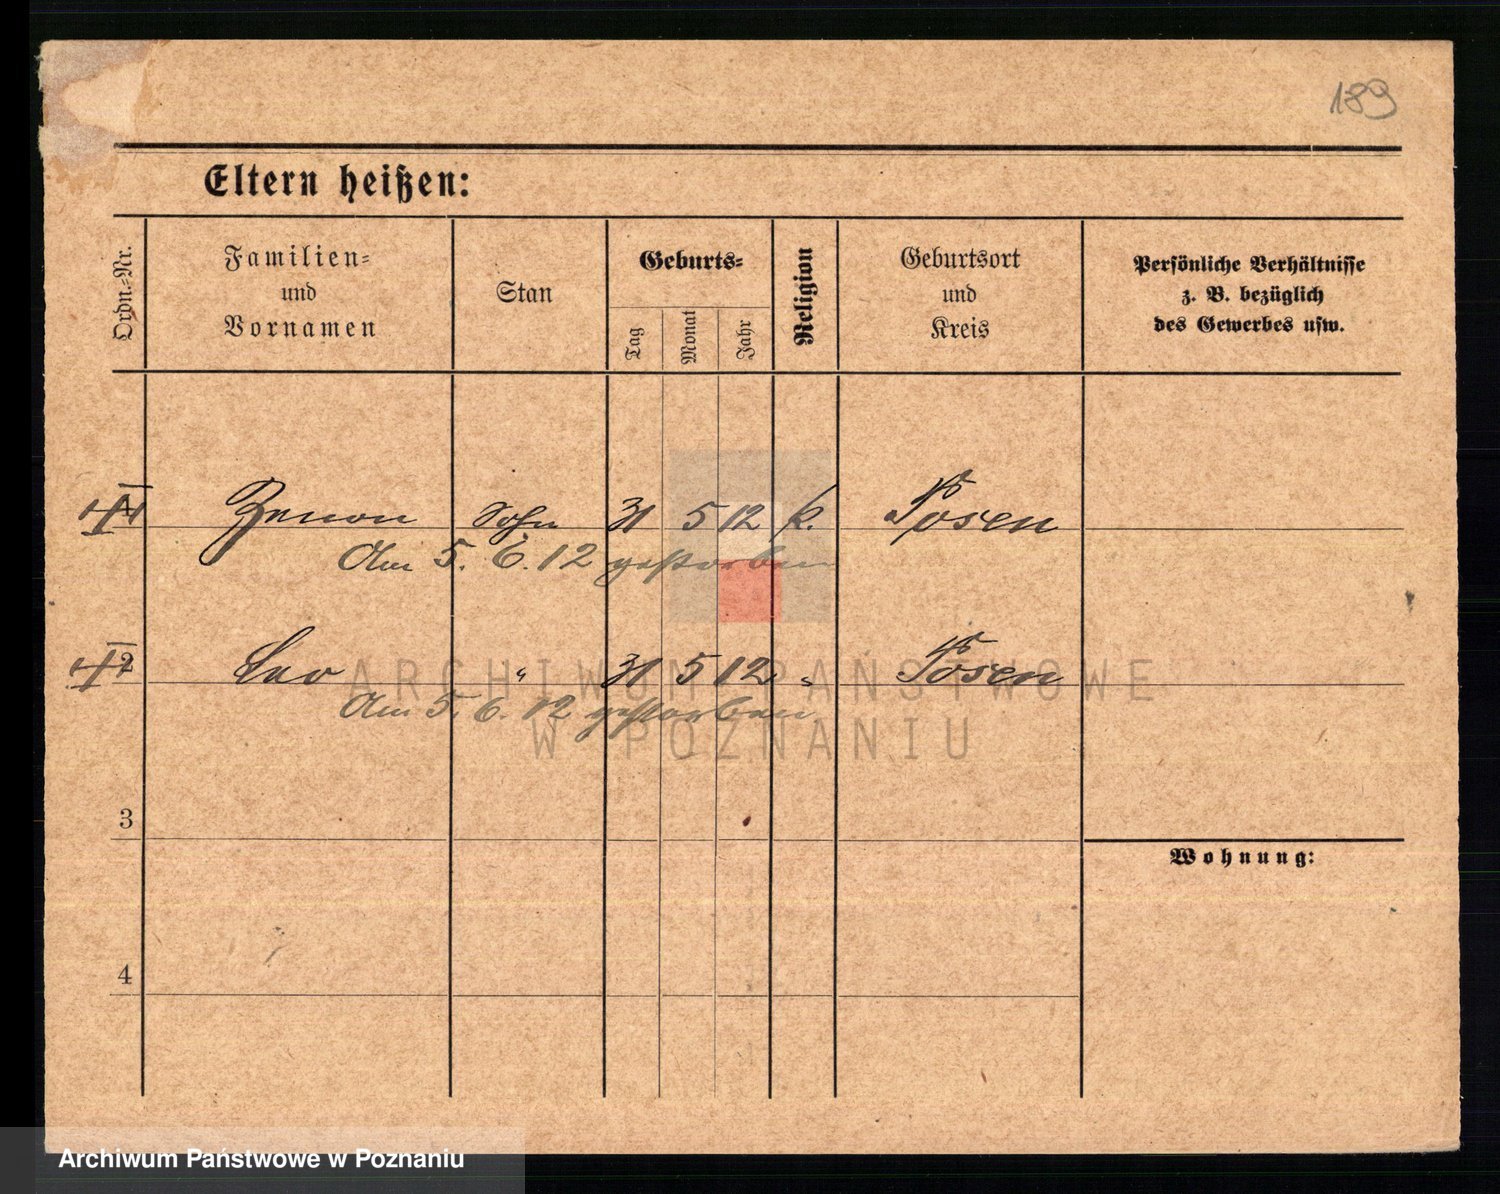 189
Eltern heißen:
Ordn.-Nr.
Familien-
und
Vornamen
Stan
Geburts-
Tag
Monat
Jahr
Religion
Geburtsort
und
Kreis
Persönliche Verhältnisse
z. B. bezüglich
des Gewerbes usw.
1 Zenon Sohn 31 5 12 k. Posen
Am 5. 6. 12 gestorben
2 Leo " 31 5 12 " Posen
Am 5. 6. 12 gestorben
ARCHIWUM PAŃSTWOWE
W POZNANIU
3
Wohnung:
4
Archiwum Państwowe w Poznaniu